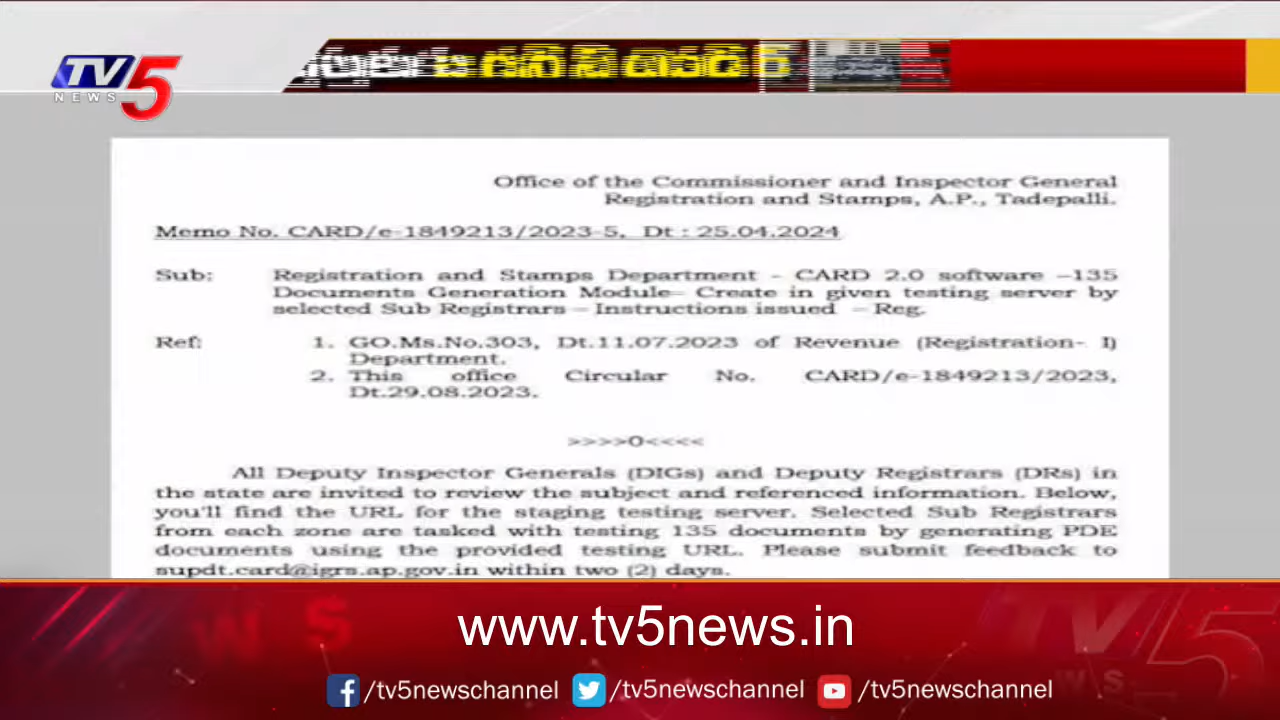 TV5
NEWS
Office of the Commissioner and Inspector General
Registration and Stamps, A.P., Tadepalli.
Memo No. CARD/e-1849213/2023-5, Dt : 25.04.2024
Sub: Registration and Stamps Department - CARD 2.0 software –135
Documents Generation Module– Create in given testing server by
selected Sub Registrars – Instructions issued – Reg.
Ref: 1. GO.Ms.No.303, Dt.11.07.2023 of Revenue (Registration- I)
Department.
2. This office Circular No. CARD/e-1849213/2023,
Dt.29.08.2023.
>>>>0<<<<
All Deputy Inspector Generals (DIGs) and Deputy Registrars (DRs) in
the state are invited to review the subject and referenced information. Below,
you'll find the URL for the staging testing server. Selected Sub Registrars
from each zone are tasked with testing 135 documents by generating PDE
documents using the provided testing URL. Please submit feedback to
supdt.card@igrs.ap.gov.in within two (2) days.
www.tv5news.in
/tv5newschannel /tv5newschannel /tv5newschannel